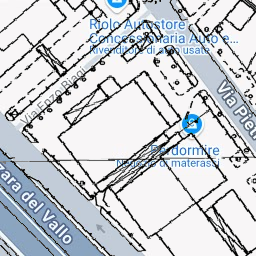 Riolo Autostore
Concessionaria Auto e...
Rivenditore di auto usate
Via Enzo Biagi
Via Pie
Perdormire
Negozio di materassi
ara del Vallo